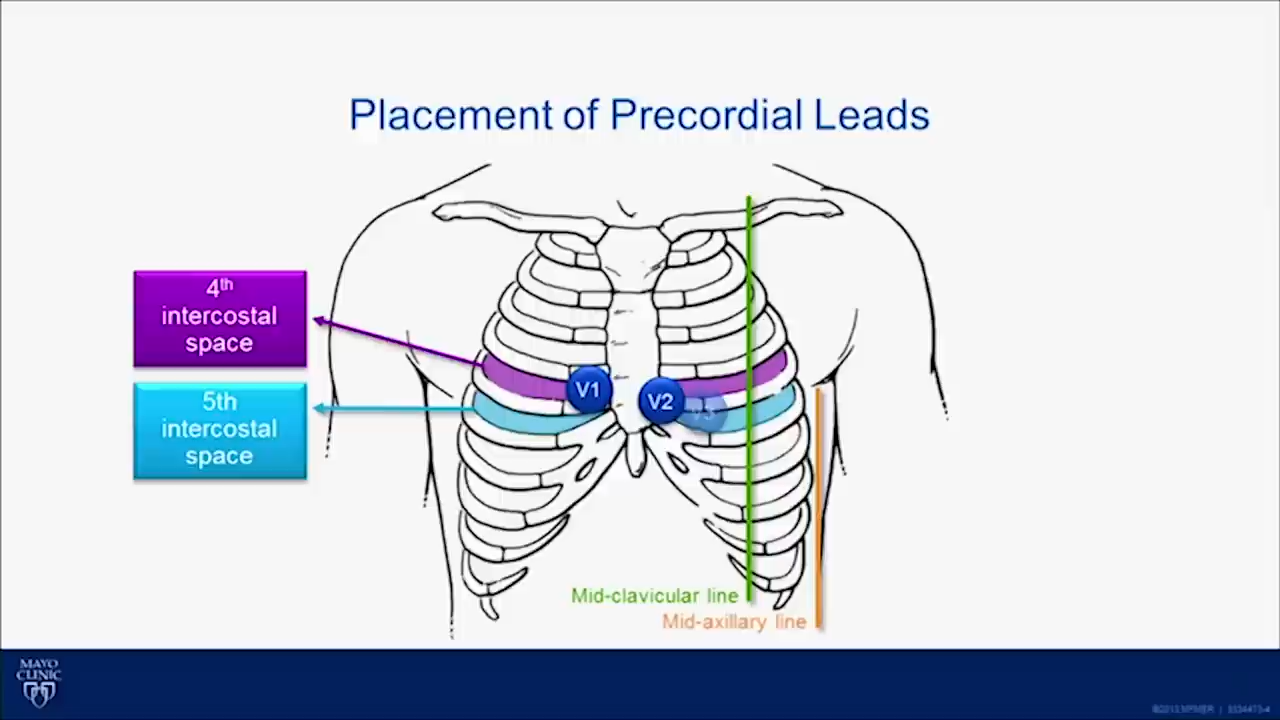 Placement of Precordial Leads
4th
intercostal
space
5th
intercostal
space
V1
V2
V3
Mid-clavicular line
Mid-axillary line
MAYO
CLINIC